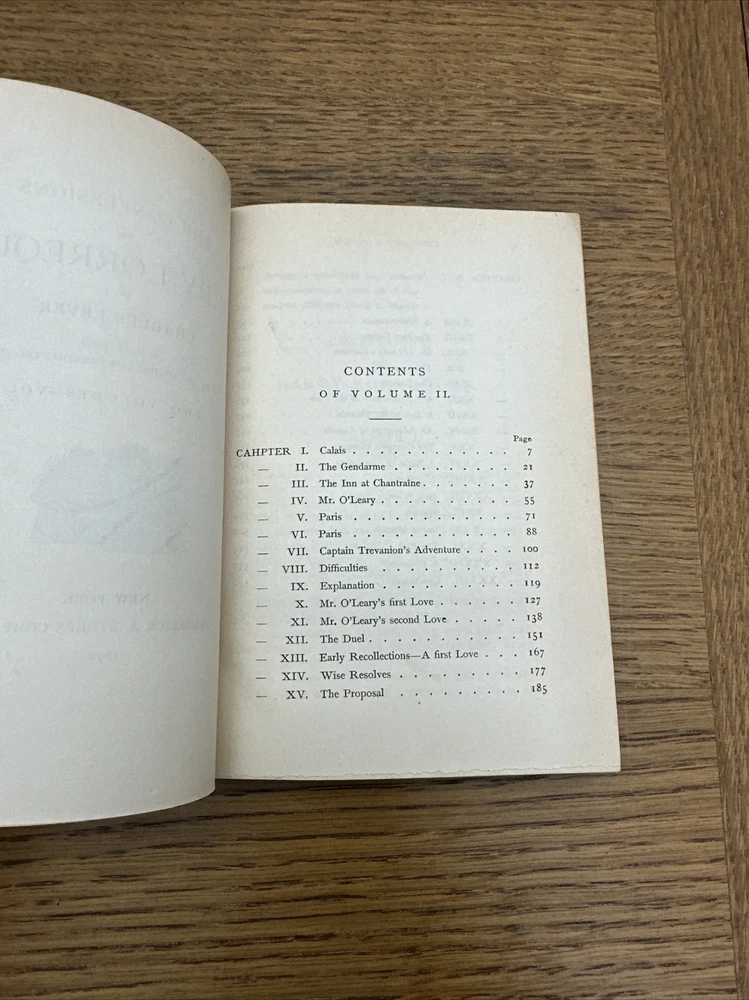 CONTENTS
OF VOLUME II.
Page
CAHPTER I. Calais . . . . . . . . . . . . 7
— II. The Gendarme . . . . . . . . . 21
— III. The Inn at Chantraine . . . . . . . 37
— IV. Mr. O'Leary . . . . . . . . . . 55
— V. Paris . . . . . . . . . . . . 71
— VI. Paris . . . . . . . . . . . . 88
— VII. Captain Trevanion's Adventure . . . . 100
— VIII. Difficulties . . . . . . . . . . 112
— IX. Explanation . . . . . . . . . . 119
— X. Mr. O'Leary's first Love . . . . . . 127
— XI. Mr. O'Leary's second Love . . . . . 138
— XII. The Duel . . . . . . . . . . . 151
— XIII. Early Recollections—A first Love . . . 167
— XIV. Wise Resolves . . . . . . . . . 177
— XV. The Proposal . . . . . . . . . 185